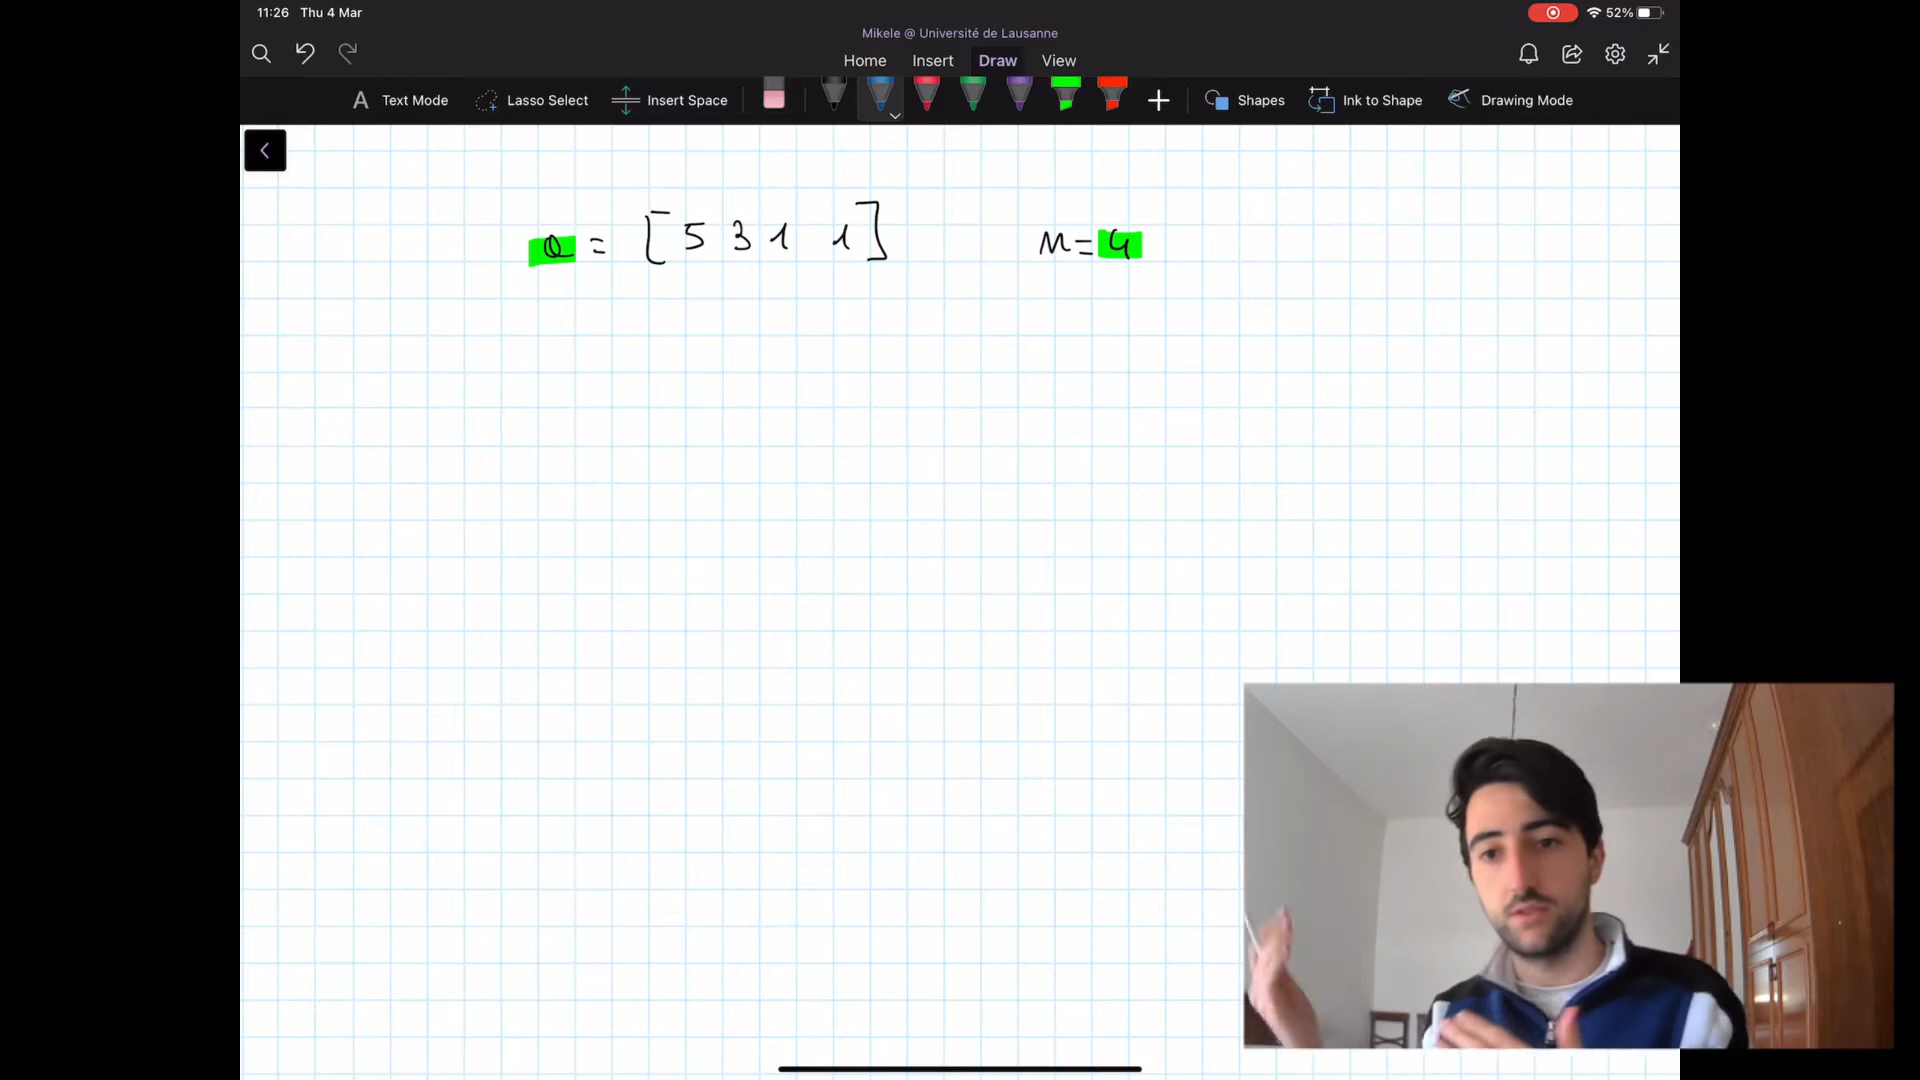 11:26 Thu 4 Mar 52%
Mikele @ Université de Lausanne
Home Insert Draw View
A Text Mode Lasso Select Insert Space Shapes Ink to Shape Drawing Mode
a = [ 5 3 1 1 ] n = 4